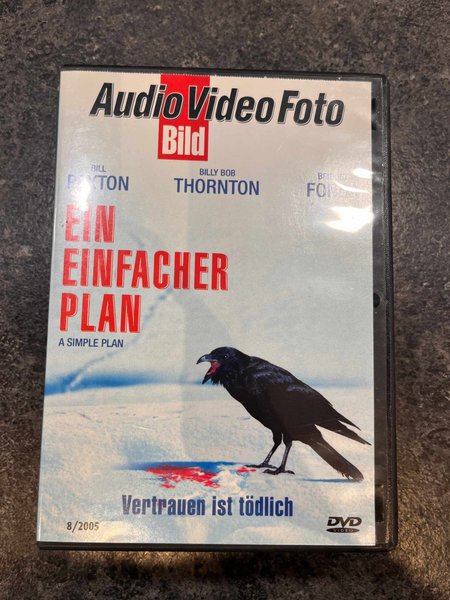 Audio Video Foto
Bild
BILL
BILLY BOB
THORNTON
EIN
EINFACHER
PLAN
A SIMPLE PLAN
Vertrauen ist tödlich
8/2005
DVD
VIDEO